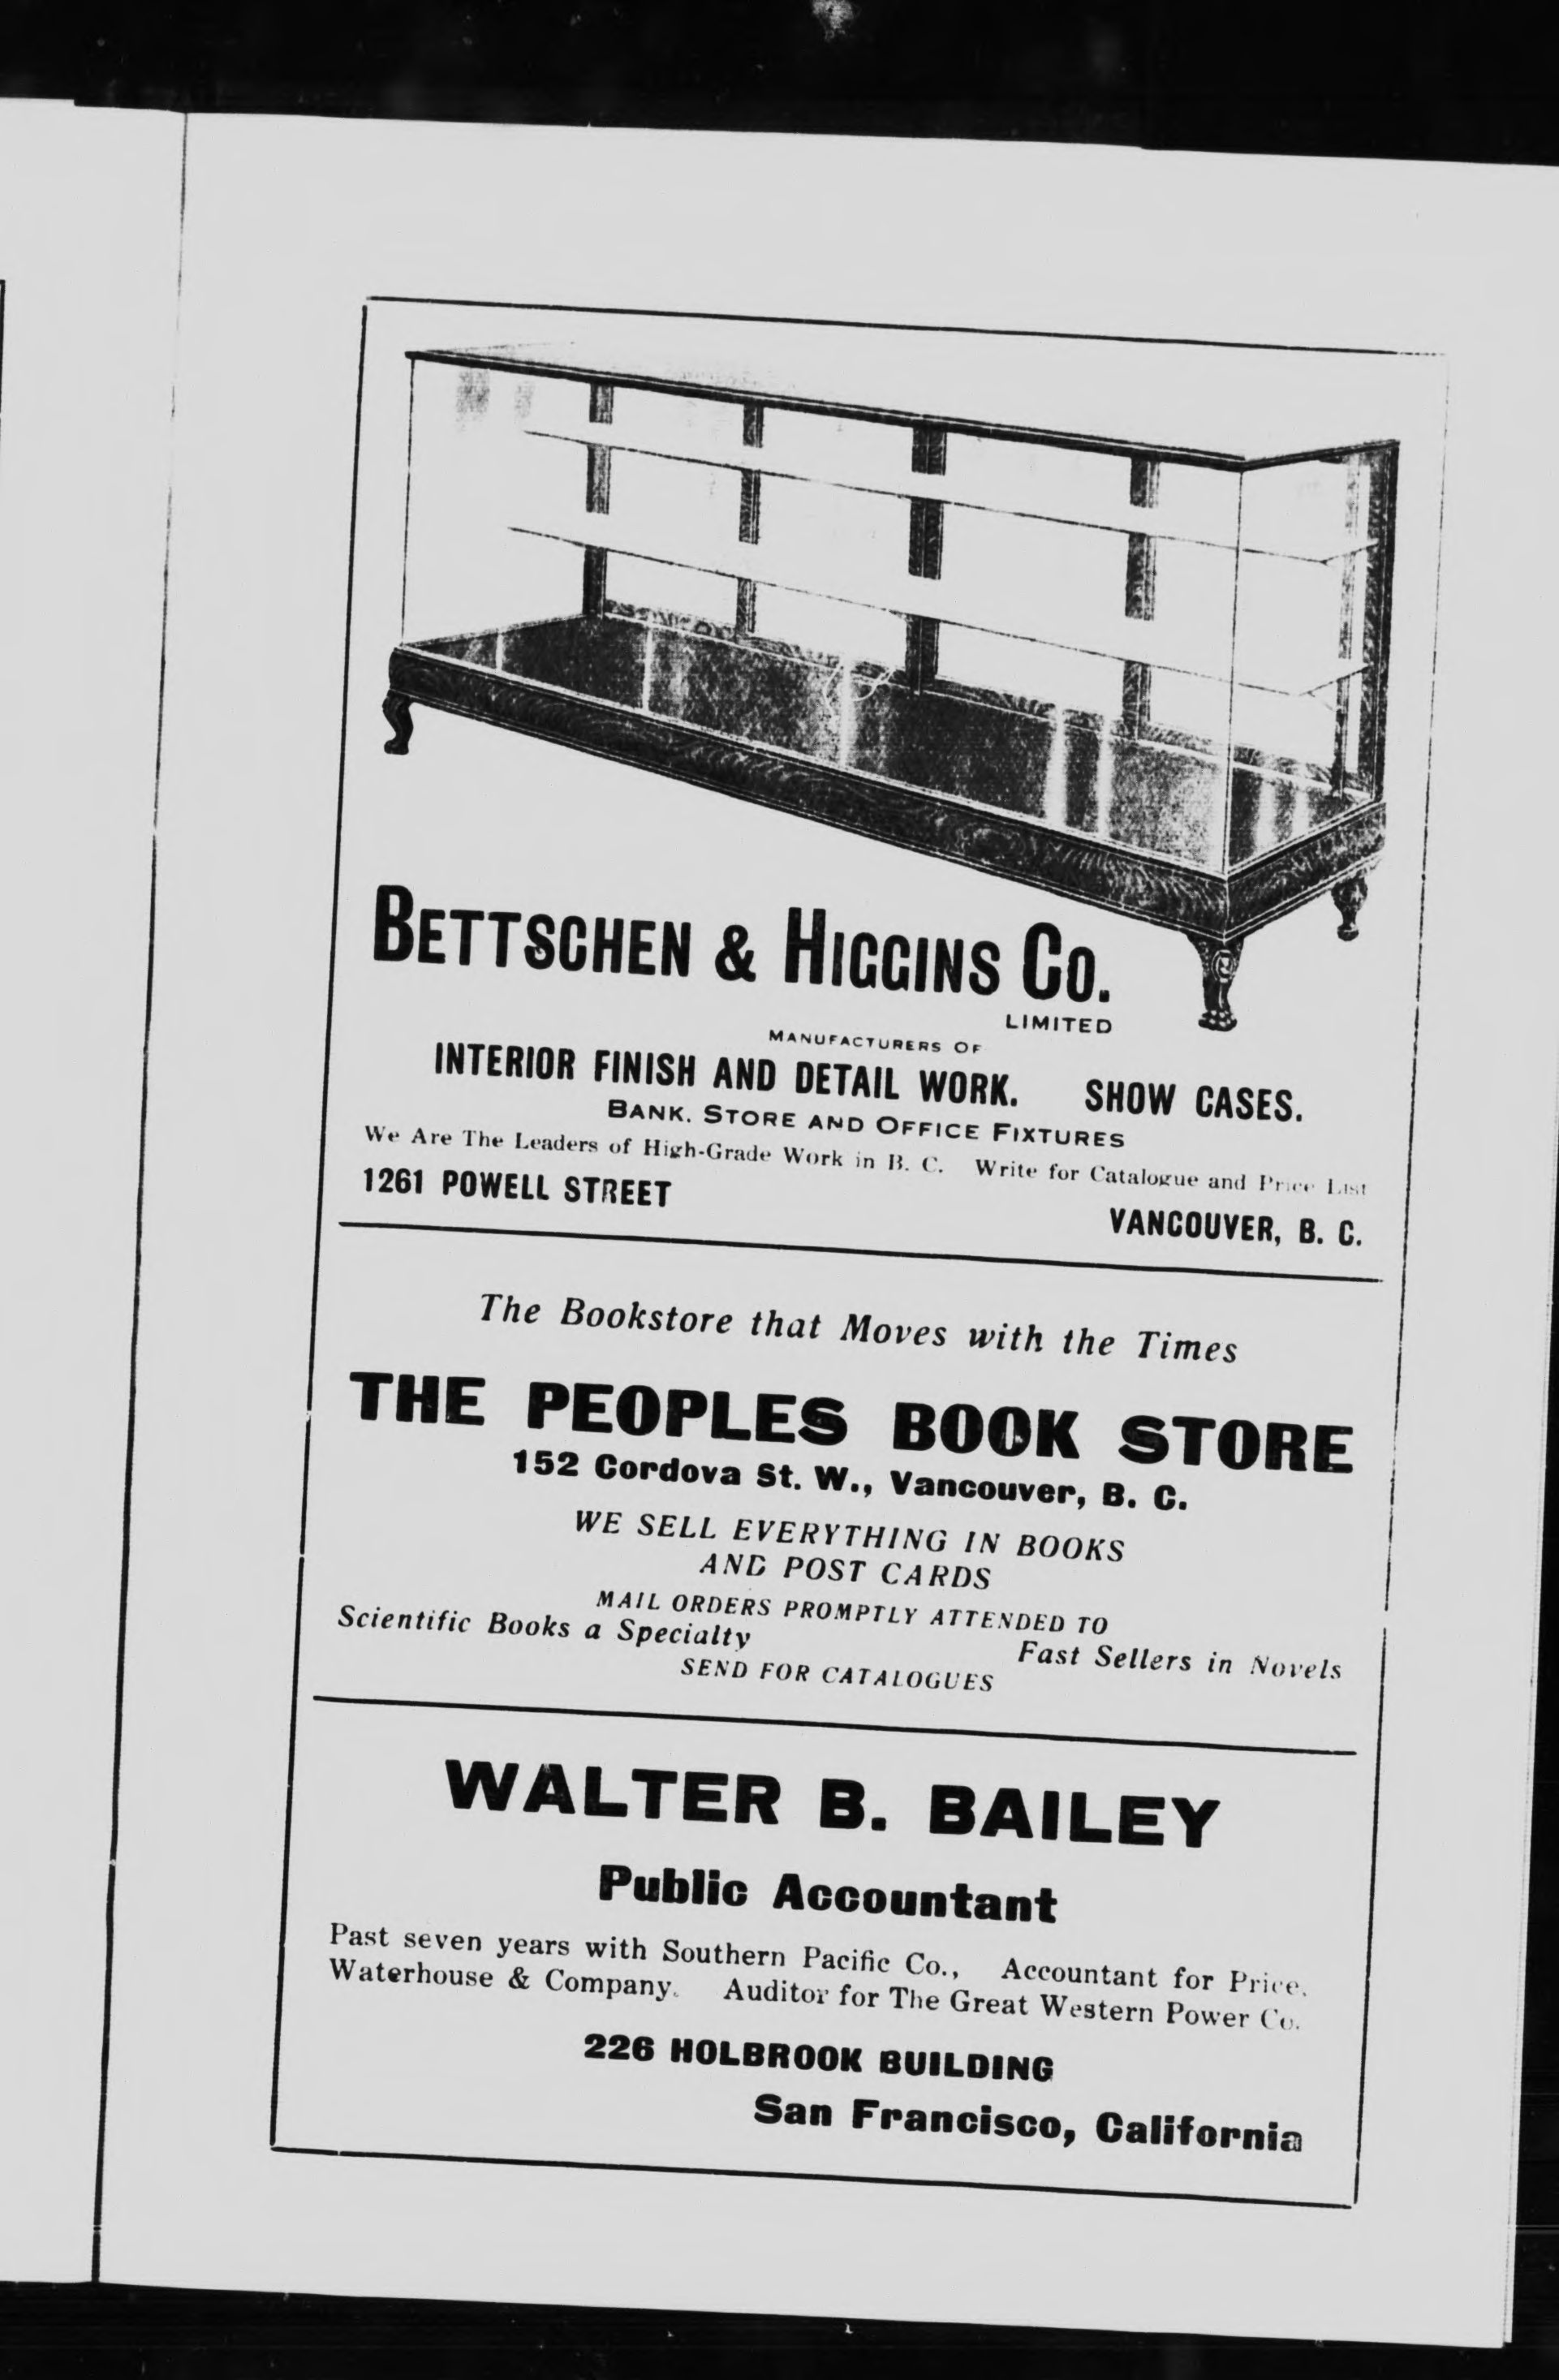 BETTSCHEN & HIGGINS CO.
LIMITED
MANUFACTURERS OF
INTERIOR FINISH AND DETAIL WORK. SHOW CASES.
BANK. STORE AND OFFICE FIXTURES
We Are The Leaders of High-Grade Work in B. C. Write for Catalogue and Price List
1261 POWELL STREET
VANCOUVER, B. C.
The Bookstore that Moves with the Times
THE PEOPLES BOOK STORE
152 Cordova St. W., Vancouver, B. C.
WE SELL EVERYTHING IN BOOKS
AND POST CARDS
MAIL ORDERS PROMPTLY ATTENDED TO
Scientific Books a Specialty Fast Sellers in Novels
SEND FOR CATALOGUES
WALTER B. BAILEY
Public Accountant
Past seven years with Southern Pacific Co., Accountant for Price,
Waterhouse & Company. Auditor for The Great Western Power Co.
226 HOLBROOK BUILDING
San Francisco, California